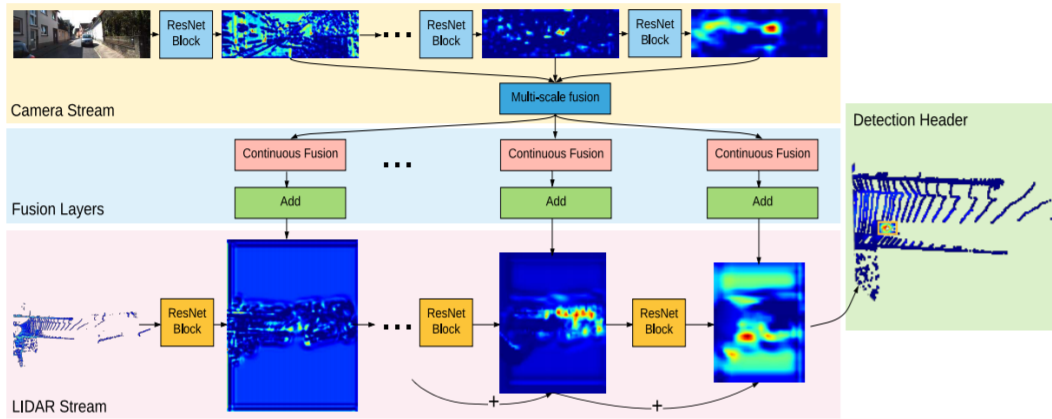 ResNet
Block
...
ResNet
Block
ResNet
Block
Multi-scale fusion
Camera Stream
Detection Header
Continuous Fusion
...
Continuous Fusion
Continuous Fusion
Add
Add
Add
Fusion Layers
ResNet
Block
...
ResNet
Block
ResNet
Block
+
+
LIDAR Stream